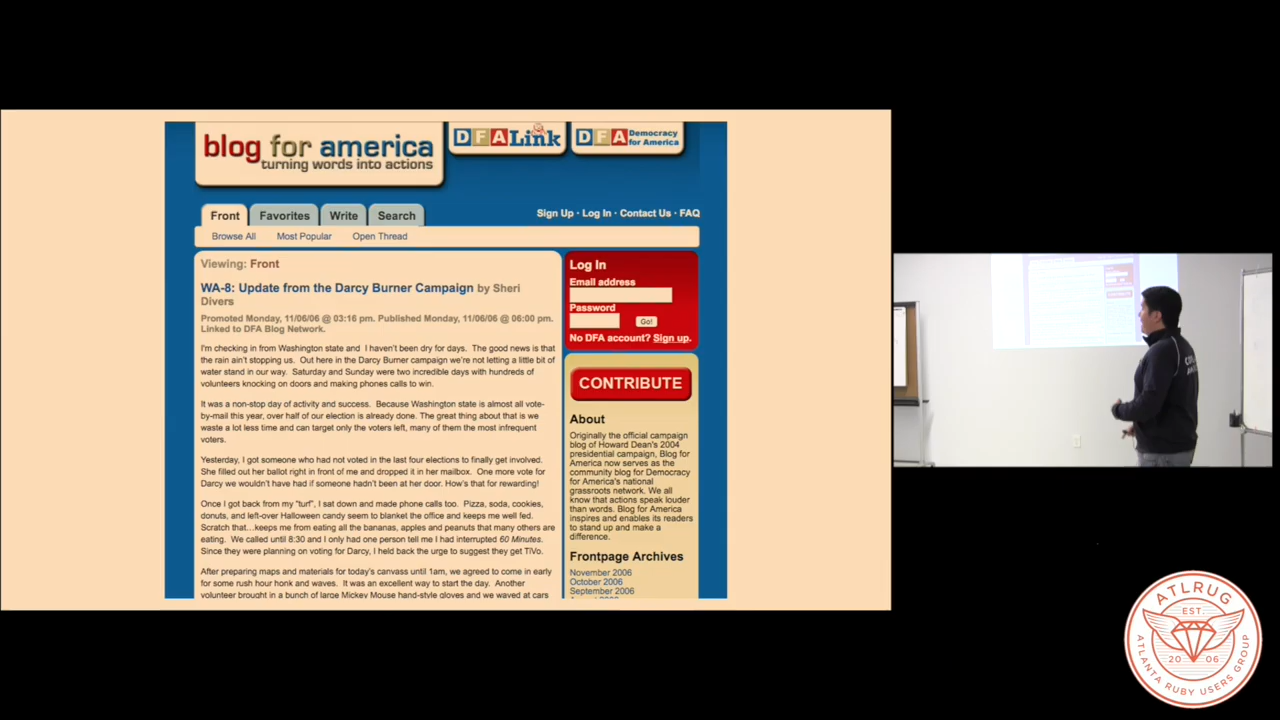 blog for america
turning words into actions
DFALink
DFA Democracy
for America
Front Favorites Write Search
Sign Up · Log In · Contact Us · FAQ
Browse All Most Popular Open Thread
Viewing: Front
WA-8: Update from the Darcy Burner Campaign by Sheri
Divers
Promoted Monday, 11/06/06 @ 03:16 pm. Published Monday, 11/06/06 @ 06:00 pm.
Linked to DFA Blog Network.
I'm checking in from Washington state and I haven't been dry for days. The good news is that
the rain ain't stopping us. Out here in the Darcy Burner campaign we're not letting a little bit of
water stand in our way. Saturday and Sunday were two incredible days with hundreds of
volunteers knocking on doors and making phones calls to win.
It was a non-stop day of activity and success. Because Washington state is almost all vote-
by-mail this year, over half of our election is already done. The great thing about that is we
waste a lot less time and can target only the voters left, many of them the most infrequent
voters.
Yesterday, I got someone who had not voted in the last four elections to finally get involved.
She filled out her ballot right in front of me and dropped it in her mailbox. One more vote for
Darcy we wouldn't have had if someone hadn't been at her door. How's that for rewarding!
Once I got back from my "turf", I sat down and made phone calls too. Pizza, soda, cookies,
donuts, and left-over Halloween candy seem to blanket the office and keeps me well fed.
Scratch that…keeps me from eating all the bananas, apples and peanuts that many others are
eating. We called until 8:30 and I only had one person tell me I had interrupted 60 Minutes.
Since they were planning on voting for Darcy, I held back the urge to suggest they get TiVo.
After preparing maps and materials for today's canvass until 1am, we agreed to come in early
for some rush hour honk and waves. It was an excellent way to start the day. Another
volunteer brought in a bunch of large Mickey Mouse hand-style gloves and we waved at cars
Log In
Email address
Password
Go!
No DFA account? Sign up.
CONTRIBUTE
About
Originally the official campaign
blog of Howard Dean's 2004
presidential campaign, Blog for
America now serves as the
community blog for Democracy
for America's national
grassroots network. We all
know that actions speak louder
than words. Blog for America
inspires and enables its readers
to stand up and make a
difference.
Frontpage Archives
November 2006
October 2006
September 2006
ATLRUG
EST.
20 06
ATLANTA RUBY USERS GROUP